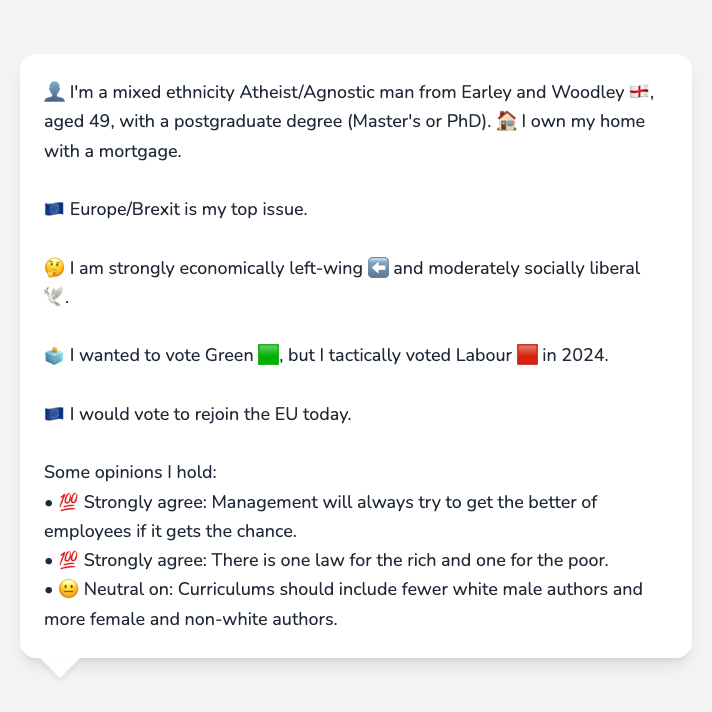 👤 I'm a mixed ethnicity Atheist/Agnostic man from Earley and Woodley 🏴󠁧󠁢󠁥󠁮󠁧󠁿,
aged 49, with a postgraduate degree (Master's or PhD). 🏠 I own my home
with a mortgage.
🇪🇺 Europe/Brexit is my top issue.
🤔 I am strongly economically left-wing ⬅️ and moderately socially liberal
🕊️.
🗳️ I wanted to vote Green 🟩, but I tactically voted Labour 🟥 in 2024.
🇪🇺 I would vote to rejoin the EU today.
Some opinions I hold:
• 💯 Strongly agree: Management will always try to get the better of
employees if it gets the chance.
• 💯 Strongly agree: There is one law for the rich and one for the poor.
• 😐 Neutral on: Curriculums should include fewer white male authors and
more female and non-white authors.